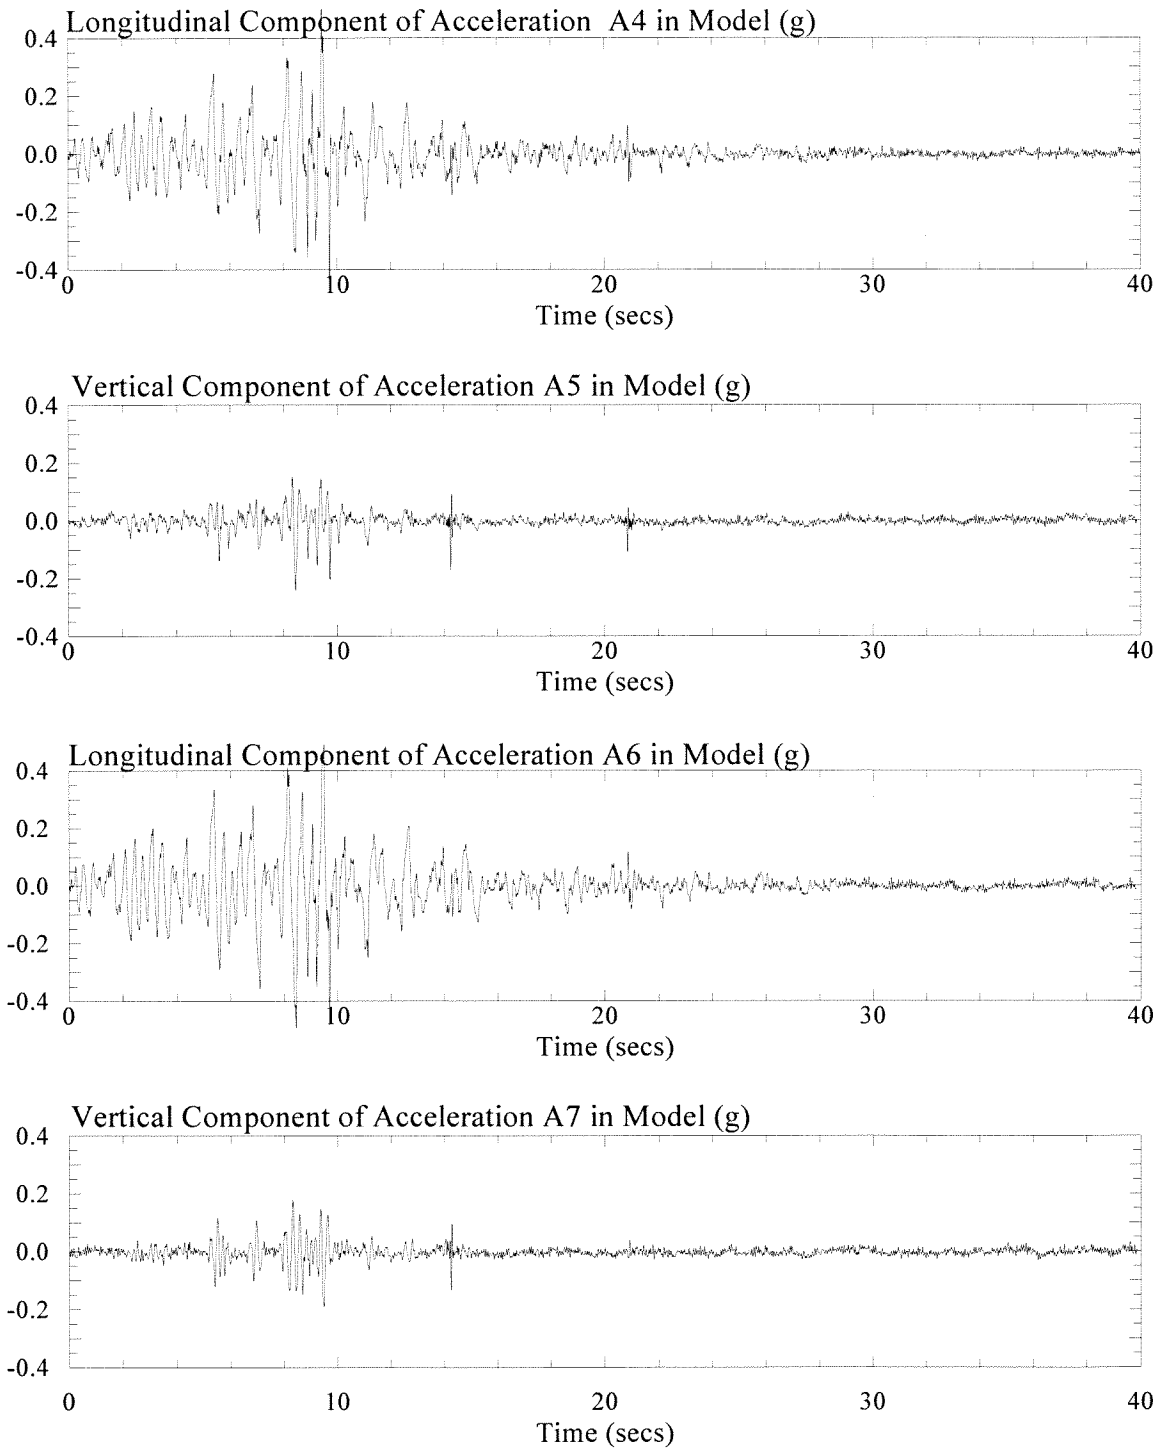 Longitudinal Component of Acceleration A4 in Model (g)
0.4
0.2
0.0
-0.2
-0.4
0 10 20 30 40
Time (secs)
Vertical Component of Acceleration A5 in Model (g)
0.4
0.2
0.0
-0.2
-0.4
0 10 20 30 40
Time (secs)
Longitudinal Component of Acceleration A6 in Model (g)
0.4
0.2
0.0
-0.2
-0.4
0 10 20 30 40
Time (secs)
Vertical Component of Acceleration A7 in Model (g)
0.4
0.2
0.0
-0.2
-0.4
0 10 20 30 40
Time (secs)